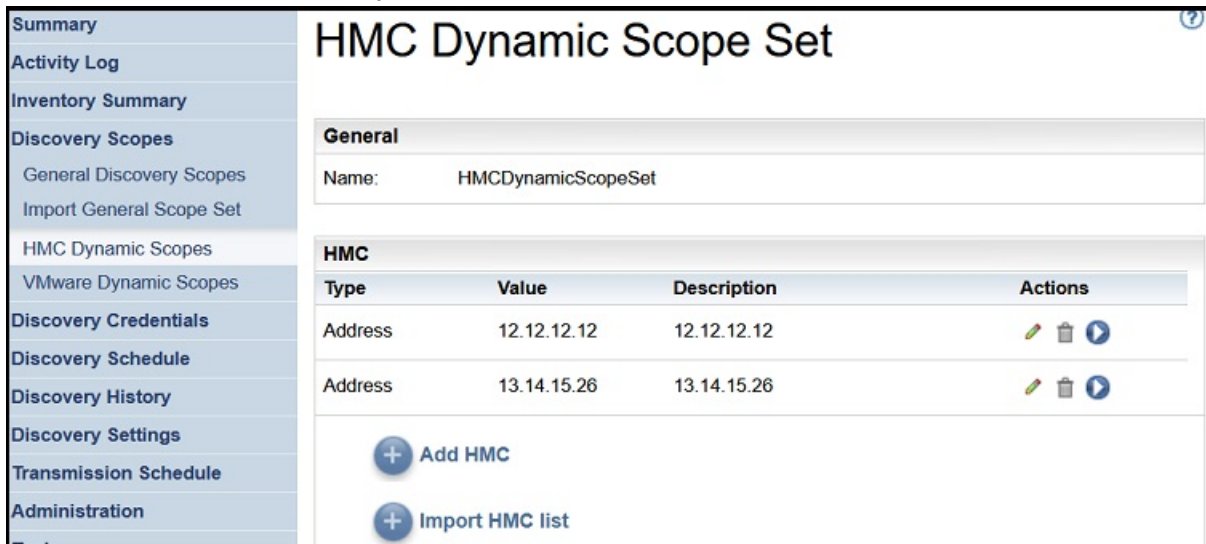 Summary
Activity Log
Inventory Summary
Discovery Scopes
General Discovery Scopes
Import General Scope Set
HMC Dynamic Scopes
VMware Dynamic Scopes
Discovery Credentials
Discovery Schedule
Discovery History
Discovery Settings
Transmission Schedule
Administration
HMC Dynamic Scope Set
?
General
Name: HMCDynamicScopeSet
HMC
Type Value Description Actions
Address 12.12.12.12 12.12.12.12
Address 13.14.15.26 13.14.15.26
Add HMC
Import HMC list